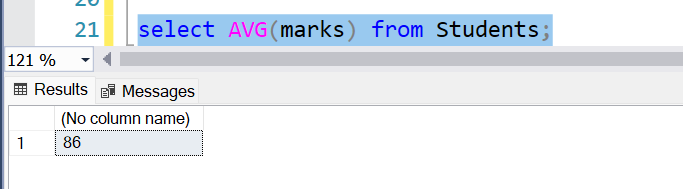 20
21 select AVG(marks) from Students;
121 %
Results Messages
(No column name)
1 86